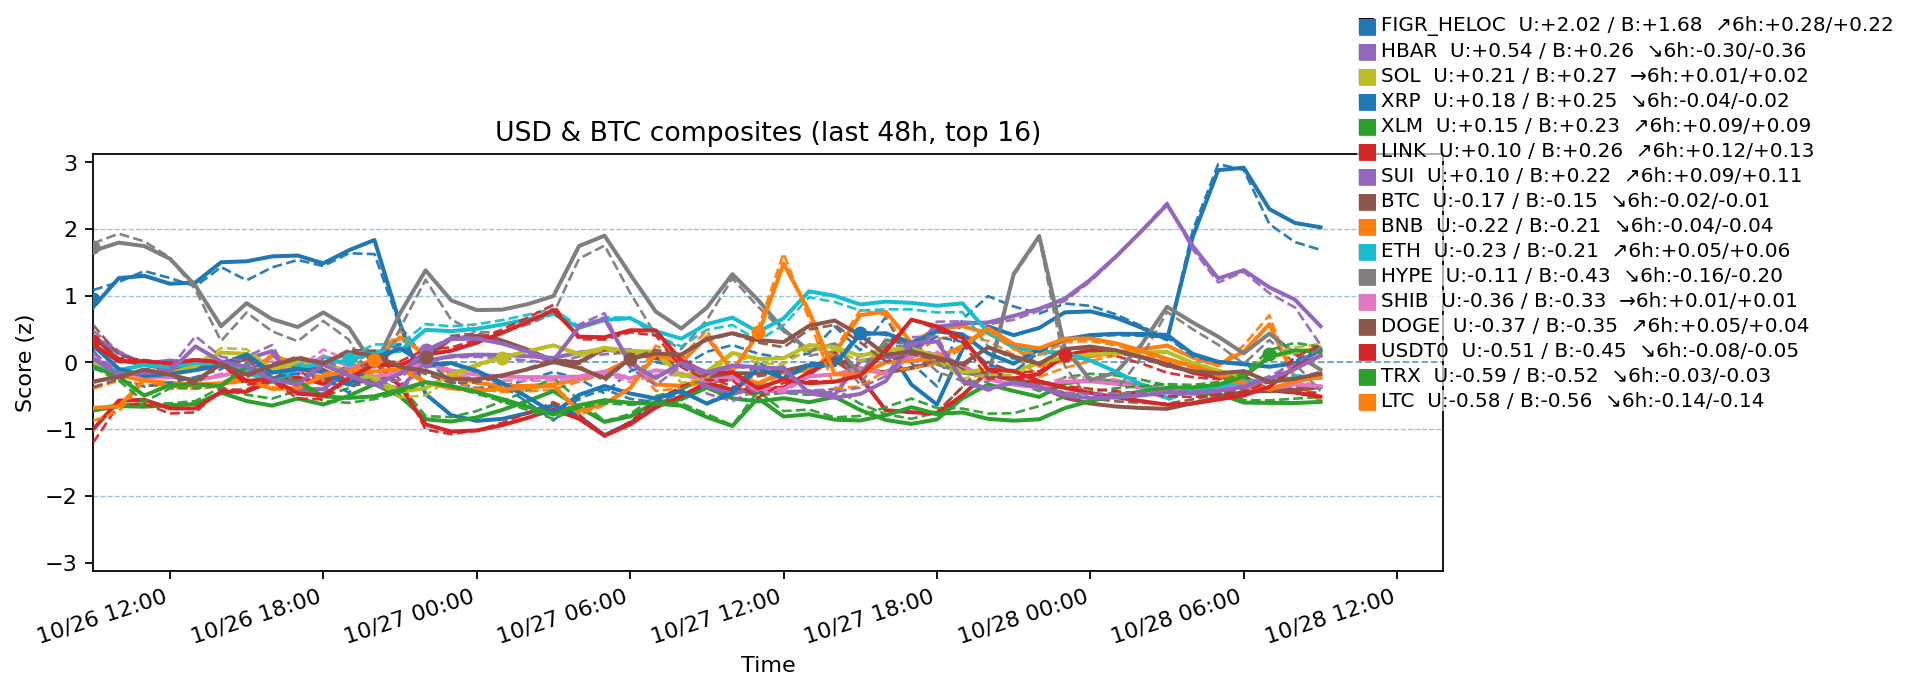 FIGR_HELOC U:+2.02 / B:+1.68 ↗6h:+0.28/+0.22
HBAR U:+0.54 / B:+0.26 ↘6h:-0.30/-0.36
SOL U:+0.21 / B:+0.27 →6h:+0.01/+0.02
XRP U:+0.18 / B:+0.25 ↘6h:-0.04/-0.02
XLM U:+0.15 / B:+0.23 ↗6h:+0.09/+0.09
LINK U:+0.10 / B:+0.26 ↗6h:+0.12/+0.13
SUI U:+0.10 / B:+0.22 ↗6h:+0.09/+0.11
BTC U:-0.17 / B:-0.15 ↘6h:-0.02/-0.01
BNB U:-0.22 / B:-0.21 ↘6h:-0.04/-0.04
ETH U:-0.23 / B:-0.21 ↗6h:+0.05/+0.06
HYPE U:-0.11 / B:-0.43 ↘6h:-0.16/-0.20
SHIB U:-0.36 / B:-0.33 →6h:+0.01/+0.01
DOGE U:-0.37 / B:-0.35 ↗6h:+0.05/+0.04
USDT0 U:-0.51 / B:-0.45 ↘6h:-0.08/-0.05
TRX U:-0.59 / B:-0.52 ↘6h:-0.03/-0.03
LTC U:-0.58 / B:-0.56 ↘6h:-0.14/-0.14
USD & BTC composites (last 48h, top 16)
Score (z)
3
2
1
0
−1
−2
−3
10/26 12:00
10/26 18:00
10/27 00:00
10/27 06:00
10/27 12:00
10/27 18:00
10/28 00:00
10/28 06:00
10/28 12:00
Time